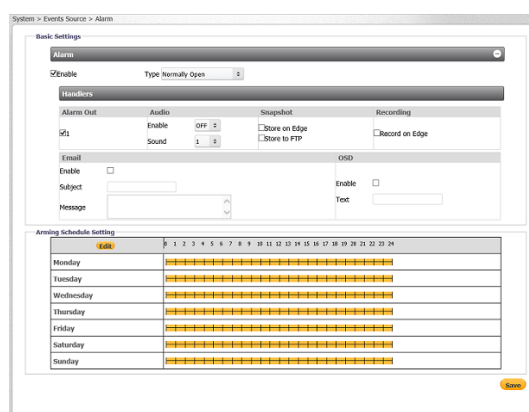 System > Events Source > Alarm
Basic Settings
Alarm
Enable Type Normally Open
Handlers
Alarm Out Audio Snapshot Recording
1 Enable OFF Store on Edge Record on Edge
Sound 1 Store to FTP
Email OSD
Enable Enable
Subject Text
Message
Arming Schedule Setting
Edit 0 1 2 3 4 5 6 7 8 9 10 11 12 13 14 15 16 17 18 19 20 21 22 23 24
Monday
Tuesday
Wednesday
Thursday
Friday
Saturday
Sunday
Save